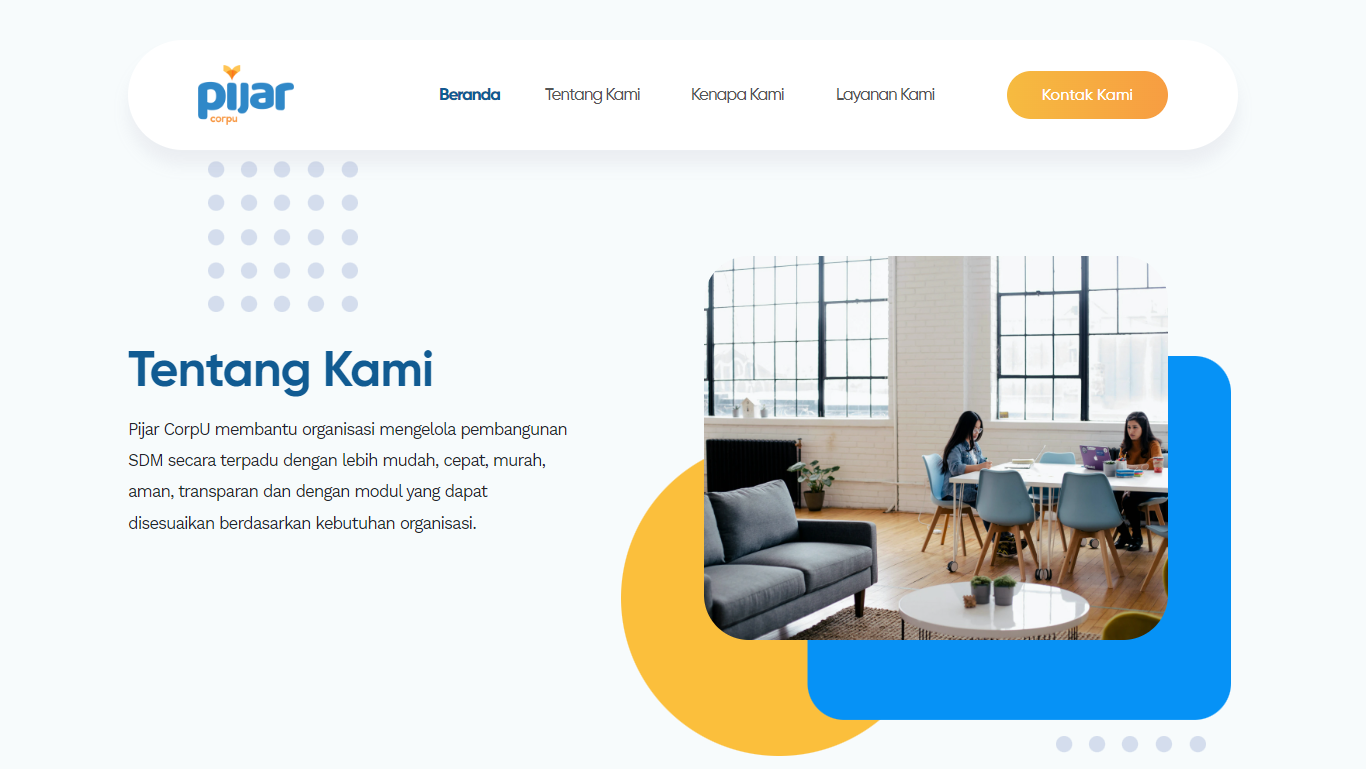 pijar
corpu
Beranda
Tentang Kami
Kenapa Kami
Layanan Kami
Kontak Kami
Tentang Kami
Pijar CorpU membantu organisasi mengelola pembangunan
SDM secara terpadu dengan lebih mudah, cepat, murah,
aman, transparan dan dengan modul yang dapat
disesuaikan berdasarkan kebutuhan organisasi.